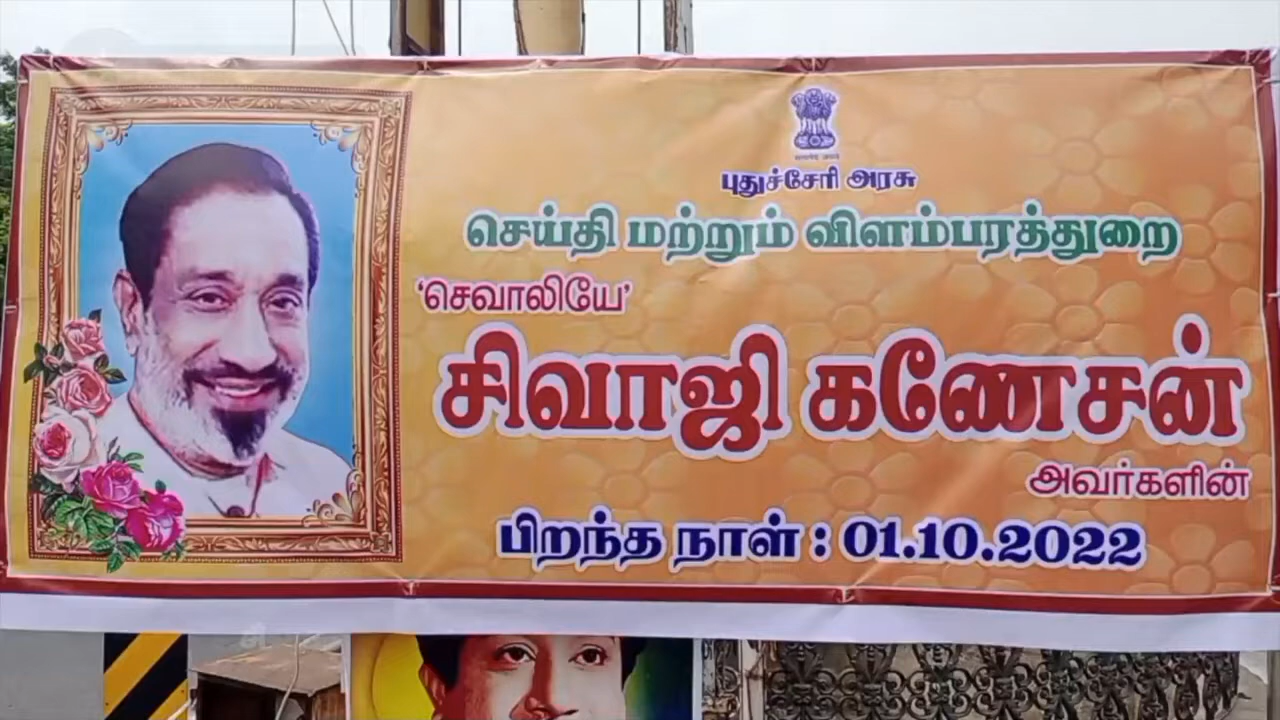 புதுச்சேரி அரசு
செய்தி மற்றும் விளம்பரத்துறை
'செவாலியே'
சிவாஜி கணேசன்
அவர்களின்
பிறந்த நாள் : 01.10.2022